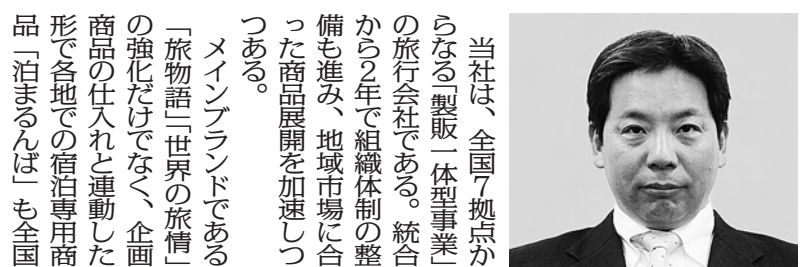 当社は、全国７拠点か
らなる「製販一体型事業」
の旅行会社である。統合
から２年で組織体制の整
備も進み、地域市場に合
った商品展開を加速しつ
つある。
　メインブランドである
「旅物語」「世界の旅情」
の強化だけでなく、企画
商品の仕入れと連動した
形で各地での宿泊専用商
品「泊まるんば」も全国